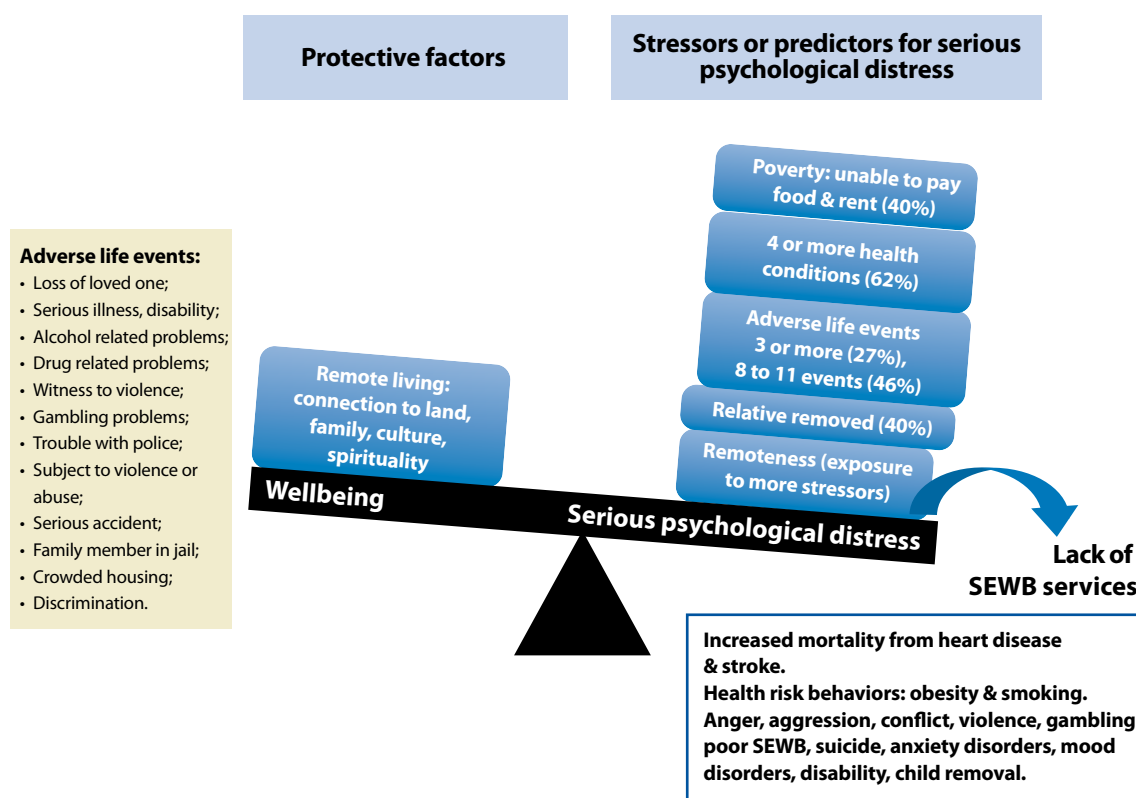 Protective factors
Stressors or predictors for serious
psychological distress
Poverty: unable to pay
food & rent (40%)
4 or more health
conditions (62%)
Adverse life events
3 or more (27%),
8 to 11 events (46%)
Relative removed (40%)
Remoteness (exposure
to more stressors)
Adverse life events:
• Loss of loved one;
• Serious illness, disability;
• Alcohol related problems;
• Drug related problems;
• Witness to violence;
• Gambling problems;
• Trouble with police;
• Subject to violence or
abuse;
• Serious accident;
• Family member in jail;
• Crowded housing;
• Discrimination.
Remote living:
connection to land,
family, culture,
spirituality
Wellbeing
Serious psychological distress
Lack of
SEWB services
Increased mortality from heart disease
& stroke.
Health risk behaviors: obesity & smoking.
Anger, aggression, conflict, violence, gambling
poor SEWB, suicide, anxiety disorders, mood
disorders, disability, child removal.